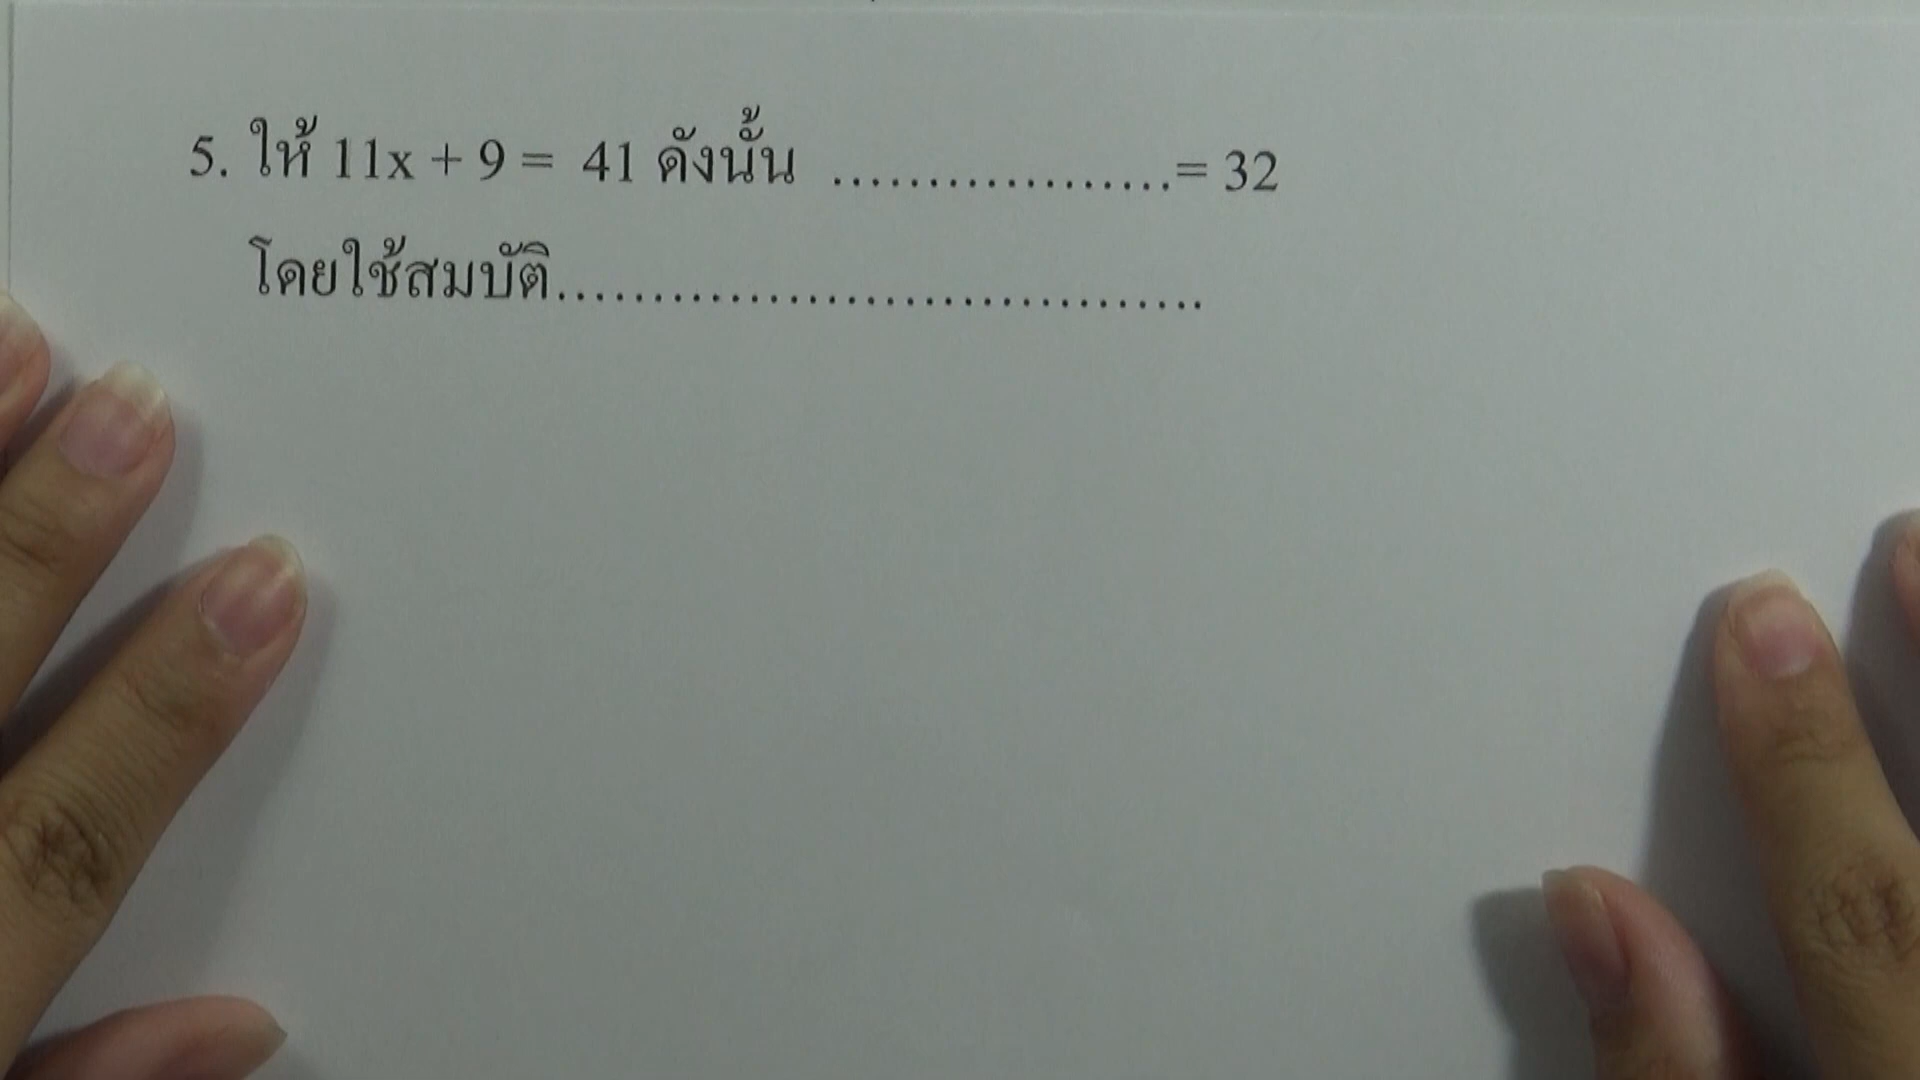 5. ให้ 11x + 9 = 41 ดังนั้น ..................= 32
โดยใช้สมบัติ..................................